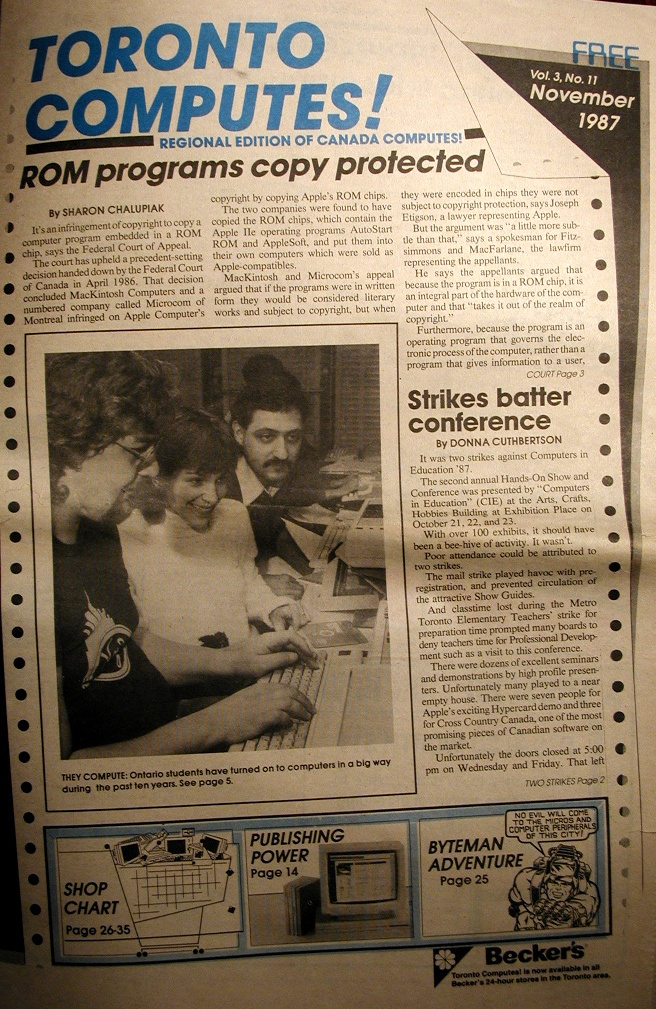 TORONTO
COMPUTES!
REGIONAL EDITION OF CANADA COMPUTES!
FREE
Vol. 3, No. 11
November
1987
ROM programs copy protected
By SHARON CHALUPIAK
It's an infringement of copyright to copy a
computer program embedded in a ROM
chip, says the Federal Court of Appeal.
The court has upheld a precedent-setting
decision handed down by the Federal Court
of Canada in April 1986. That decision
concluded MacKintosh Computers and a
numbered company called Microcom of
Montreal infringed on Apple Computer's
copyright by copying Apple's ROM chips.
The two companies were found to have
copied the ROM chips, which contain the
Apple IIe operating programs AutoStart
ROM and AppleSoft, and put them into
their own computers which were sold as
Apple-compatibles.
MacKintosh and Microcom's appeal
argued that if the programs were in written
form they would be considered literary
works and subject to copyright, but when
they were encoded in chips they were not
subject to copyright protection, says Joseph
Etigson, a lawyer representing Apple.
But the argument was "a little more sub-
tle than that," says a spokesman for Fitz-
simmons and MacFarlane, the lawfirm
representing the appellants.
He says the appellants argued that
because the program is in a ROM chip, it is
an integral part of the hardware of the com-
puter and that "takes it out of the realm of
copyright."
Furthermore, because the program is an
operating program that governs the elec-
tronic process of the computer, rather than a
program that gives information to a user,
COURT Page 3
Strikes batter
conference
By DONNA CUTHBERTSON
It was two strikes against Computers in
Education '87.
The second annual Hands-On Show and
Conference was presented by "Computers
in Education" (CIE) at the Arts, Crafts,
Hobbies Building at Exhibition Place on
October 21, 22, and 23.
With over 100 exhibits, it should have
been a bee-hive of activity. It wasn't.
Poor attendance could be attributed to
two strikes.
The mail strike played havoc with pre-
registration, and prevented circulation of
the attractive Show Guides.
And classtime lost during the Metro
Toronto Elementary Teachers' strike for
preparation time prompted many boards to
deny teachers time for Professional Develop-
ment such as a visit to this conference.
There were dozens of excellent seminars
and demonstrations by high profile presen-
ters. Unfortunately many played to a near
empty house. There were seven people for
Apple's exciting Hypercard demo and three
for Cross Country Canada, one of the most
promising pieces of Canadian software on
the market.
Unfortunately the doors closed at 5:00
pm on Wednesday and Friday. That left
TWO STRIKES Page 2
THEY COMPUTE: Ontario students have turned on to computers in a big way
during the past ten years. See page 5.
SHOP
CHART
Page 26-35
PUBLISHING
POWER
Page 14
BYTEMAN
ADVENTURE
Page 25
NO EVIL WILL COME
TO THE MICROS AND
COMPUTER PERIPHERALS
OF THIS CITY!
Becker's
Toronto Computes! is now available in all
Becker's 24-hour stores in the Toronto area.